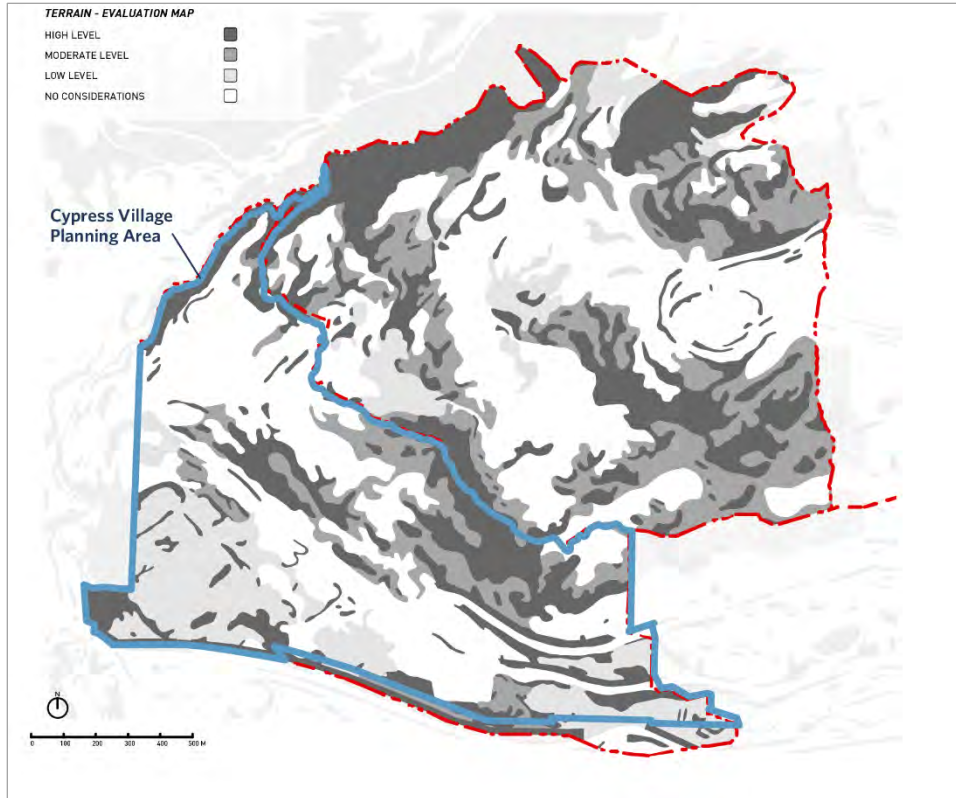 TERRAIN - EVALUATION MAP
HIGH LEVEL
MODERATE LEVEL
LOW LEVEL
NO CONSIDERATIONS
Cypress Village
Planning Area
N
0 100 200 300 400 500 M